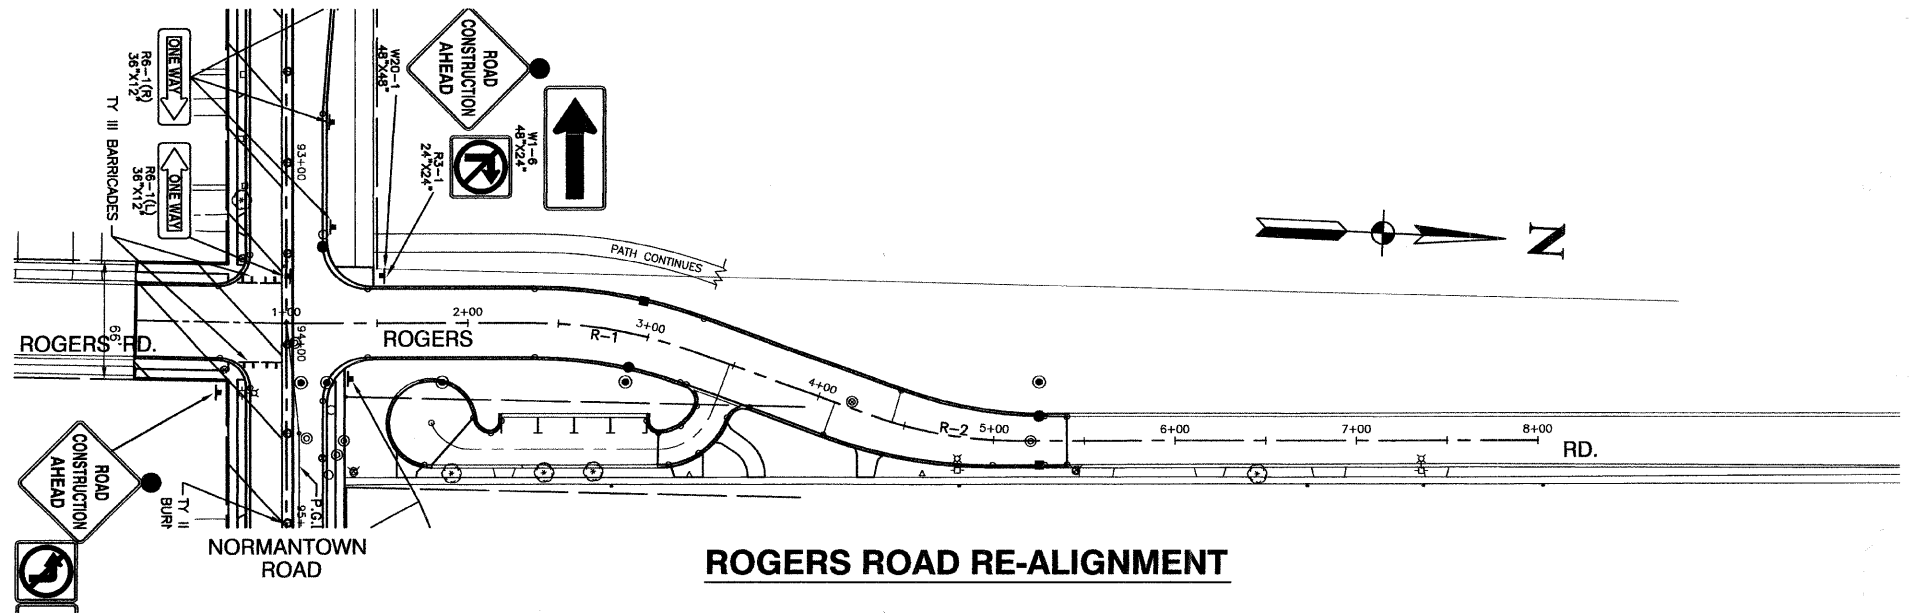 ONE WAY
R6-1(R)
36"X12"
TY III BARRICADES
ONE WAY
R6-1(L)
36"X12"
93+00
W20-1
48"X48"
ROAD
CONSTRUCTION
AHEAD
R3-1
24"X24"
W1-6
48"X24"
PATH CONTINUES
N
ROGERS RD.
66'
1+00
94+00
2+00
ROGERS
R-1
3+00
4+00
R-2
5+00
6+00
7+00
8+00
RD.
ROAD
CONSTRUCTION
AHEAD
TY II
BURN
P.G.L
95+
NORMANTOWN
ROAD
ROGERS ROAD RE-ALIGNMENT